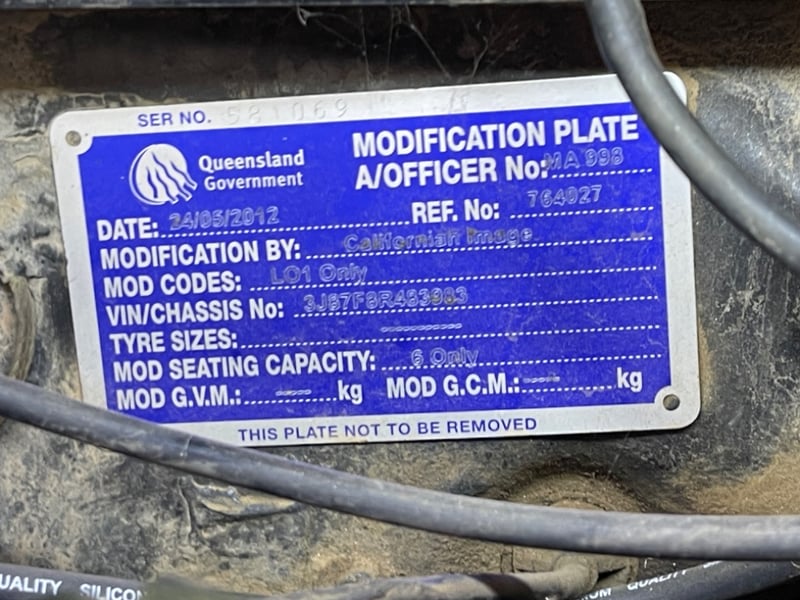 SER NO. 581069
Queensland
Government
MODIFICATION PLATE
A/OFFICER No: MA 998
DATE: 24/05/2012 REF. No: 764027
MODIFICATION BY: Californian Image
MOD CODES: LO1 Only
VIN/CHASSIS No: 3J87F8R493983
TYRE SIZES: ----------
MOD SEATING CAPACITY: 6 Only
MOD G.V.M.: ---- kg MOD G.C.M.: ---- kg
THIS PLATE NOT TO BE REMOVED
QUALITY